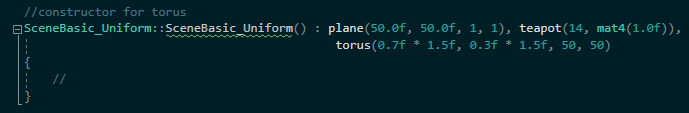 //constructor for torus
SceneBasic_Uniform::SceneBasic_Uniform() : plane(50.0f, 50.0f, 1, 1), teapot(14, mat4(1.0f)),
torus(0.7f * 1.5f, 0.3f * 1.5f, 50, 50)
{
//
}